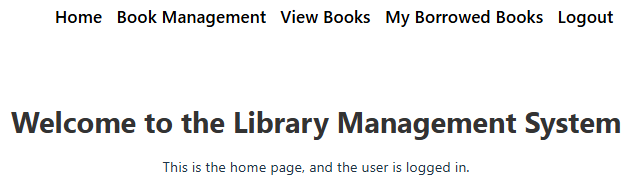 Home Book Management View Books My Borrowed Books Logout
Welcome to the Library Management System
This is the home page, and the user is logged in.